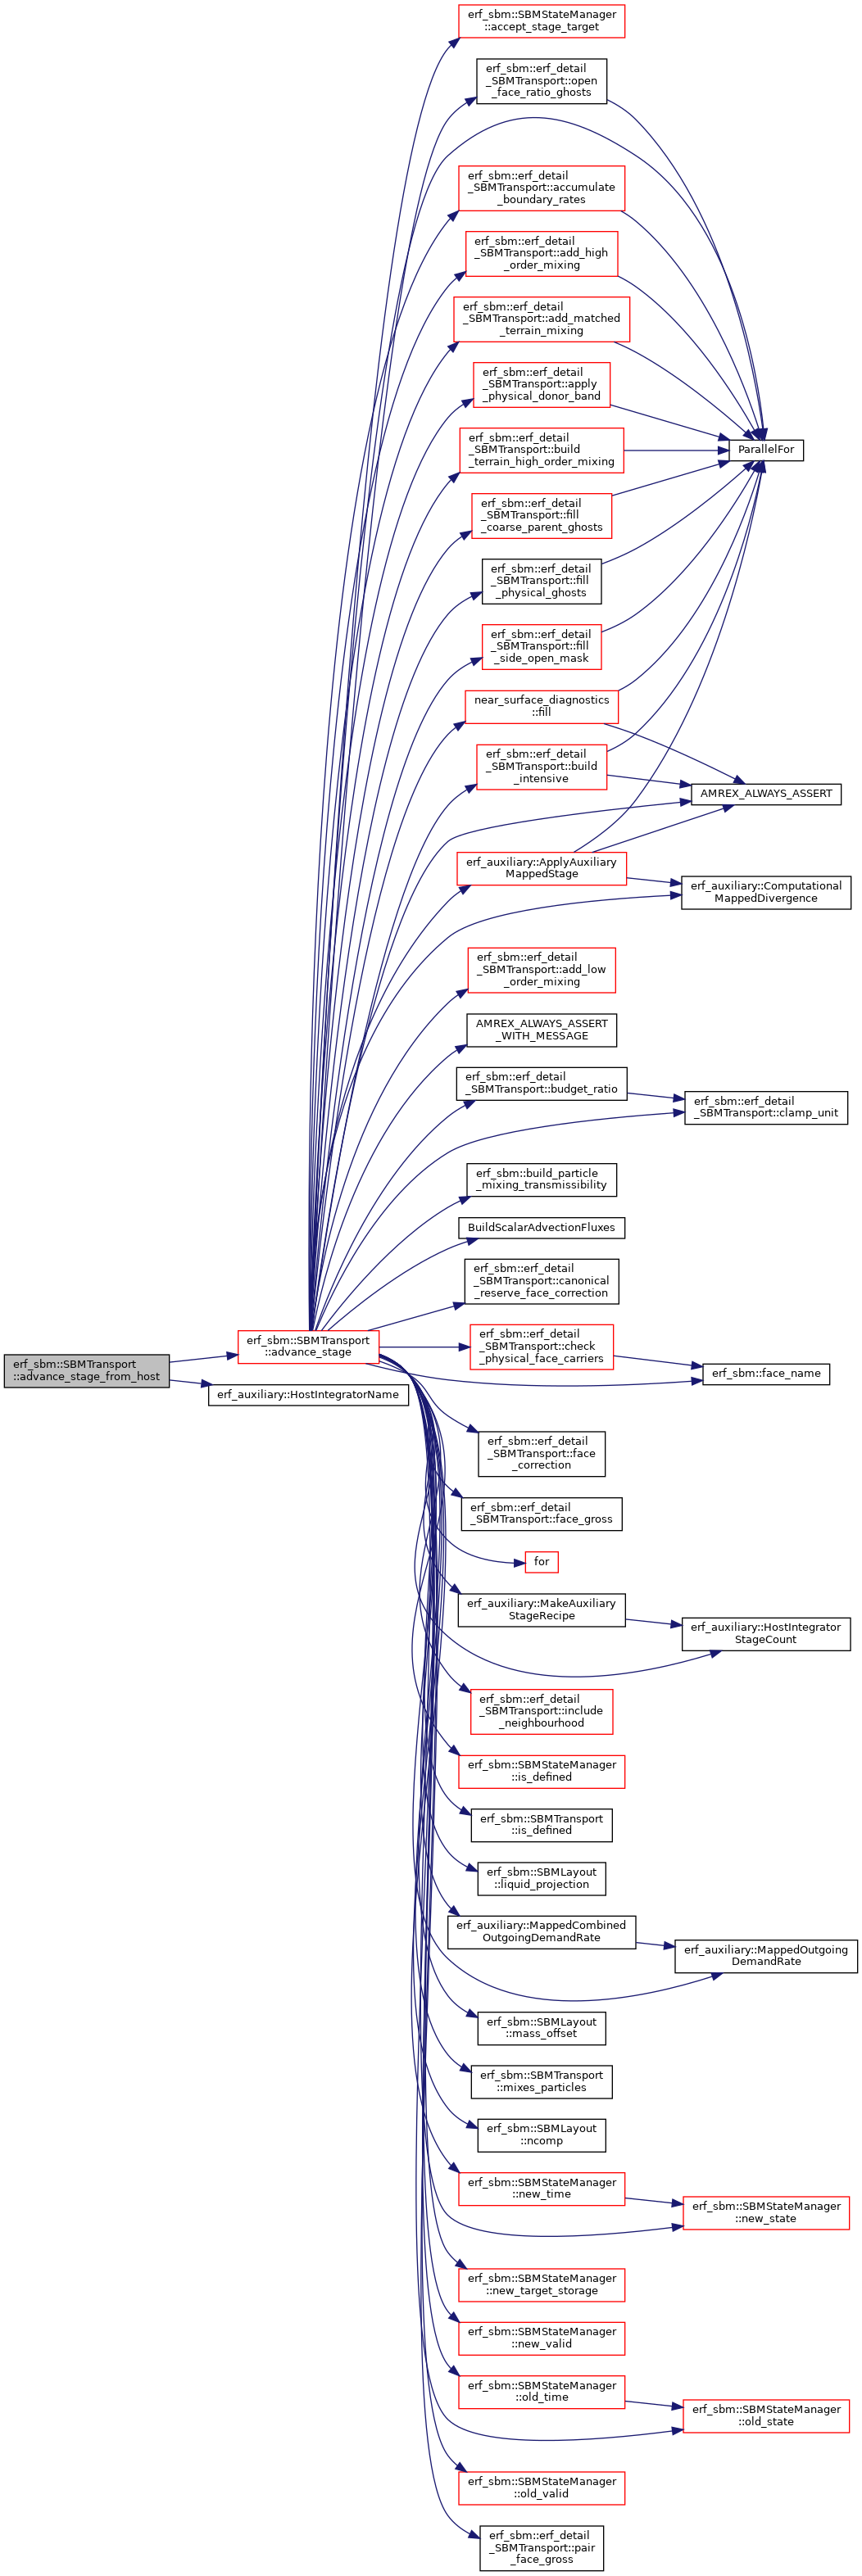 erf_sbm::SBMStateManager
::accept_stage_target
erf_sbm::erf_detail
_SBMTransport::open
_face_ratio_ghosts
erf_sbm::erf_detail
_SBMTransport::accumulate
_boundary_rates
erf_sbm::erf_detail
_SBMTransport::add_high
_order_mixing
erf_sbm::erf_detail
_SBMTransport::add_matched
_terrain_mixing
erf_sbm::erf_detail
_SBMTransport::apply
_physical_donor_band
erf_sbm::erf_detail
_SBMTransport::build
_terrain_high_order_mixing
ParallelFor
erf_sbm::erf_detail
_SBMTransport::fill
_coarse_parent_ghosts
erf_sbm::erf_detail
_SBMTransport::fill
_physical_ghosts
erf_sbm::erf_detail
_SBMTransport::fill
_side_open_mask
near_surface_diagnostics
::fill
erf_sbm::erf_detail
_SBMTransport::build
_intensive
AMREX_ALWAYS_ASSERT
erf_auxiliary::ApplyAuxiliary
MappedStage
erf_auxiliary::Computational
MappedDivergence
erf_sbm::erf_detail
_SBMTransport::add_low
_order_mixing
AMREX_ALWAYS_ASSERT
_WITH_MESSAGE
erf_sbm::erf_detail
_SBMTransport::budget_ratio
erf_sbm::erf_detail
_SBMTransport::clamp_unit
erf_sbm::build_particle
_mixing_transmissibility
BuildScalarAdvectionFluxes
erf_sbm::erf_detail
_SBMTransport::canonical
_reserve_face_correction
erf_sbm::SBMTransport
::advance_stage_from_host
erf_sbm::SBMTransport
::advance_stage
erf_auxiliary::HostIntegratorName
erf_sbm::erf_detail
_SBMTransport::check
_physical_face_carriers
erf_sbm::face_name
erf_sbm::erf_detail
_SBMTransport::face
_correction
erf_sbm::erf_detail
_SBMTransport::face_gross
for
erf_auxiliary::MakeAuxiliary
StageRecipe
erf_auxiliary::HostIntegrator
StageCount
erf_sbm::erf_detail
_SBMTransport::include
_neighbourhood
erf_sbm::SBMStateManager
::is_defined
erf_sbm::SBMTransport
::is_defined
erf_sbm::SBMLayout
::liquid_projection
erf_auxiliary::MappedCombined
OutgoingDemandRate
erf_auxiliary::MappedOutgoing
DemandRate
erf_sbm::SBMLayout
::mass_offset
erf_sbm::SBMTransport
::mixes_particles
erf_sbm::SBMLayout
::ncomp
erf_sbm::SBMStateManager
::new_time
erf_sbm::SBMStateManager
::new_state
erf_sbm::SBMStateManager
::new_target_storage
erf_sbm::SBMStateManager
::new_valid
erf_sbm::SBMStateManager
::old_time
erf_sbm::SBMStateManager
::old_state
erf_sbm::SBMStateManager
::old_valid
erf_sbm::erf_detail
_SBMTransport::pair
_face_gross